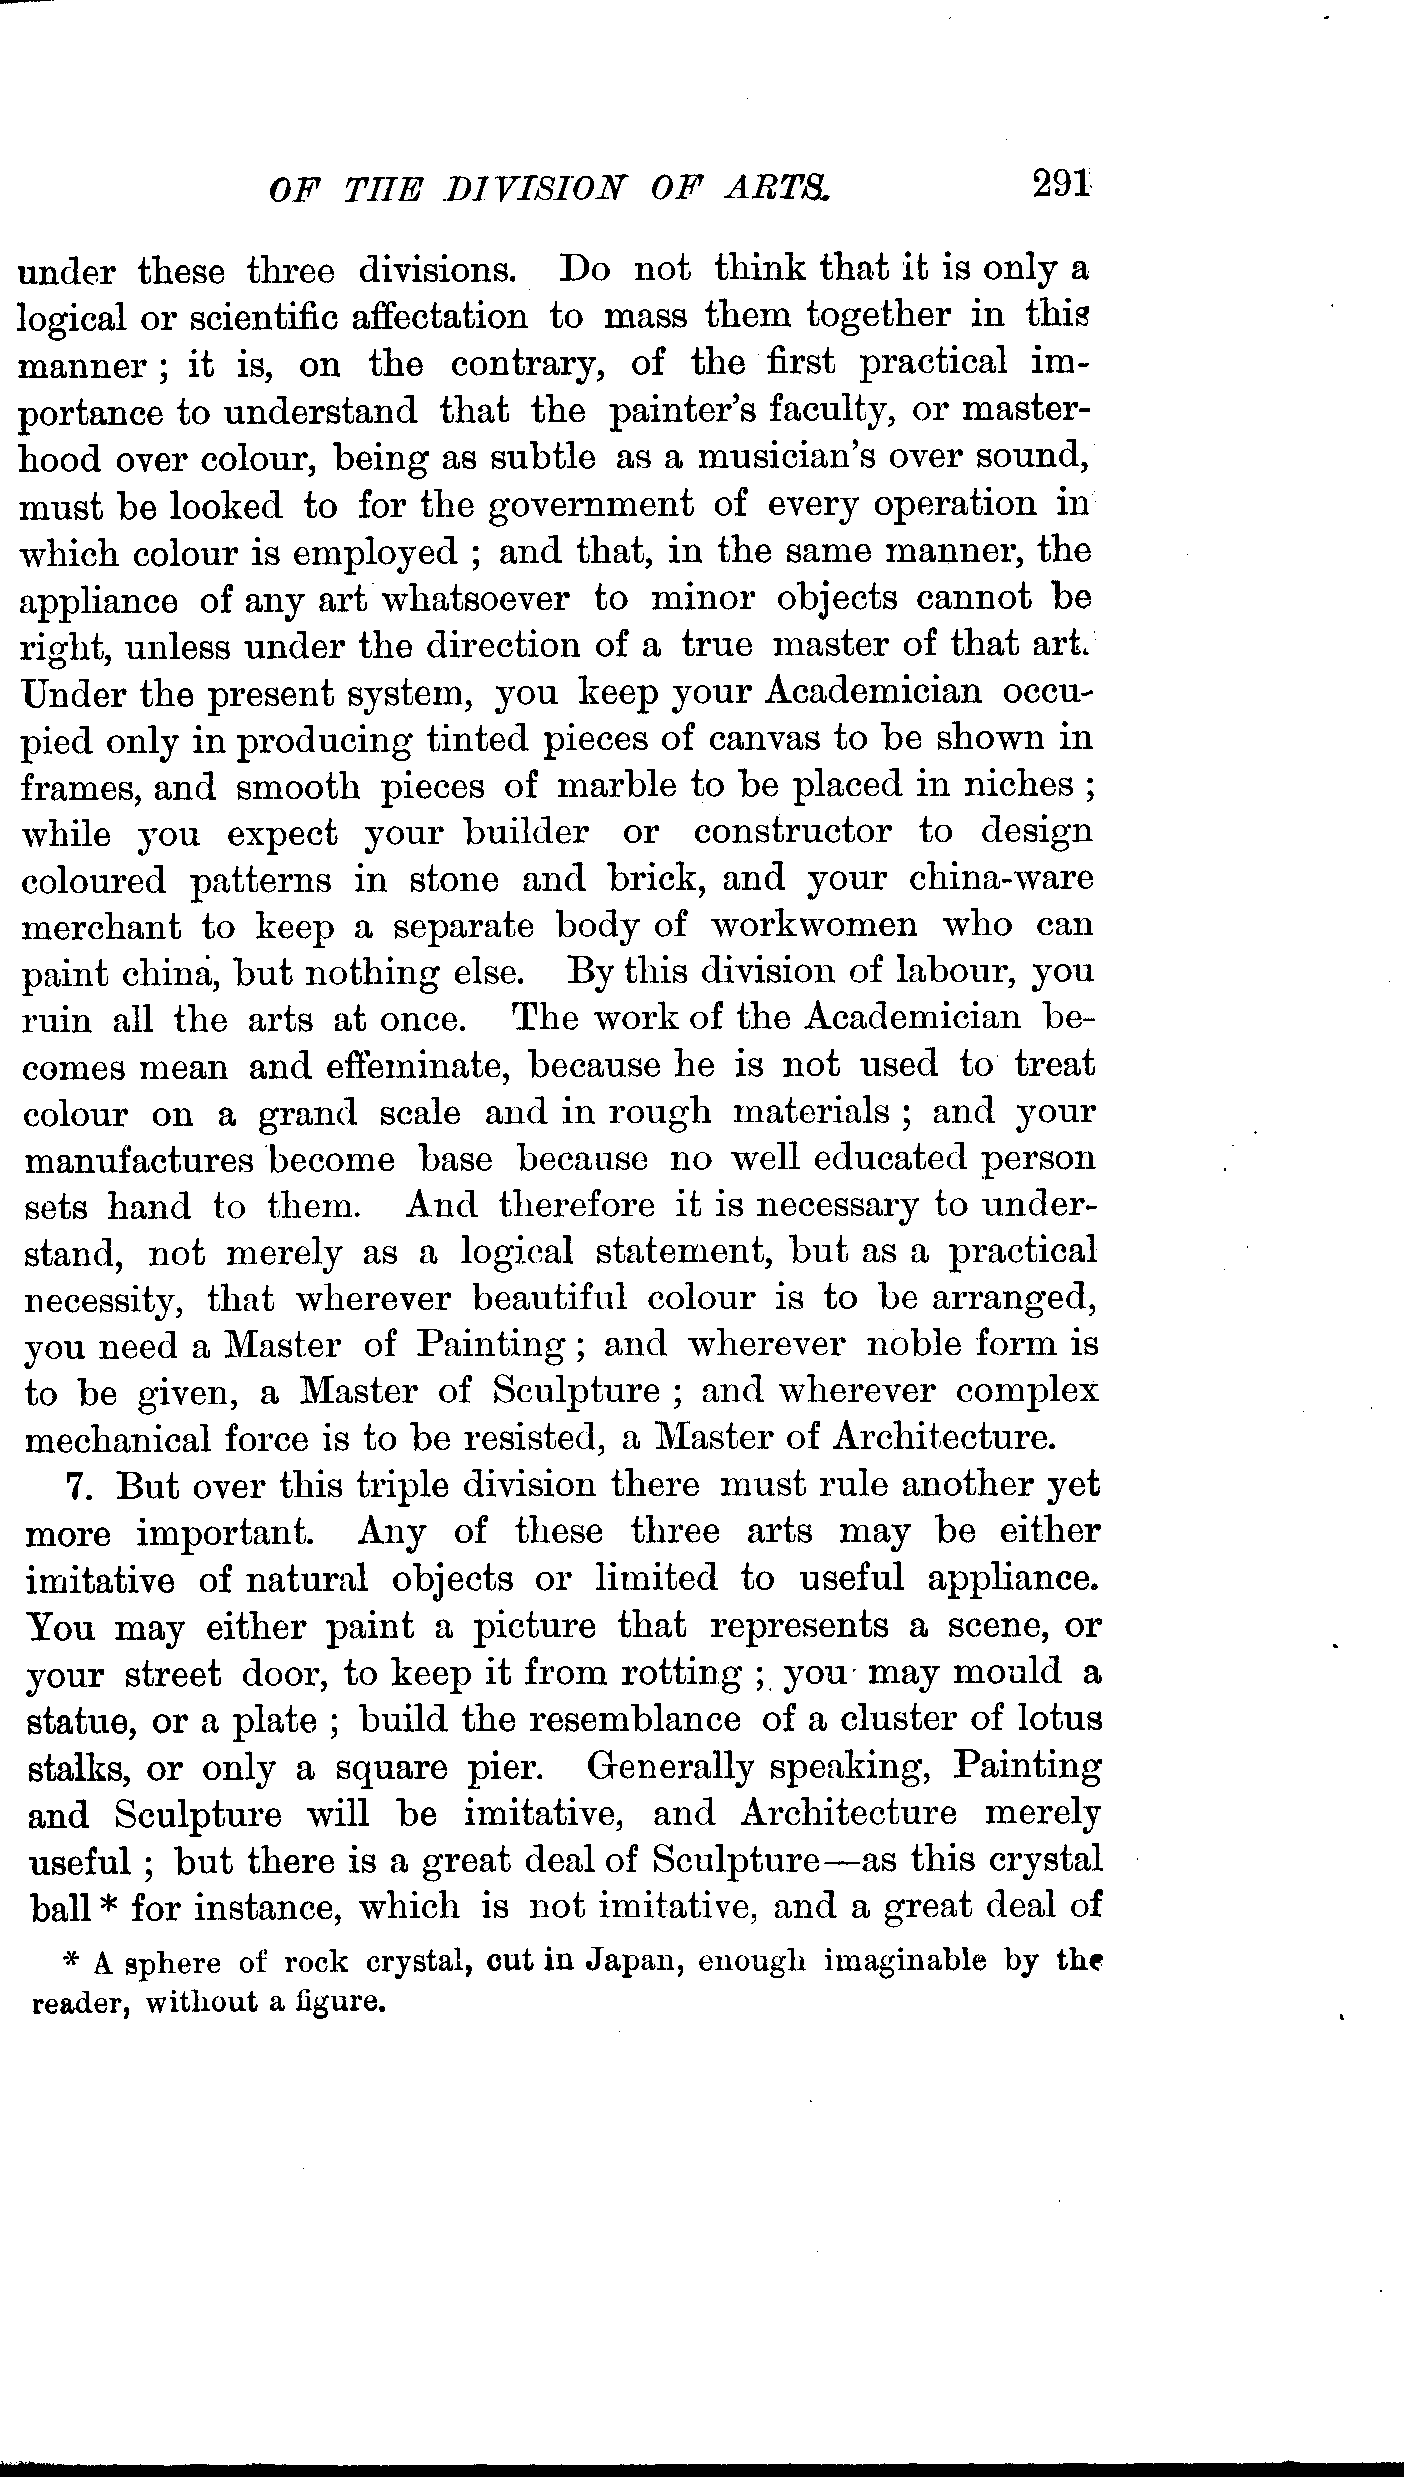 OF THE DIVISION OF ARTS. 291
under these three divisions. Do not think that it is only a
logical or scientific affectation to mass them together in this
manner ; it is, on the contrary, of the first practical im-
portance to understand that the painter's faculty, or master-
hood over colour, being as subtle as a musician's over sound,
must be looked to for the government of every operation in
which colour is employed ; and that, in the same manner, the
appliance of any art whatsoever to minor objects cannot be
right, unless under the direction of a true master of that art.
Under the present system, you keep your Academician occu-
pied only in producing tinted pieces of canvas to be shown in
frames, and smooth pieces of marble to be placed in niches ;
while you expect your builder or constructor to design
coloured patterns in stone and brick, and your china-ware
merchant to keep a separate body of workwomen who can
paint china, but nothing else. By this division of labour, you
ruin all the arts at once. The work of the Academician be-
comes mean and effeminate, because he is not used to treat
colour on a grand scale and in rough materials ; and your
manufactures become base because no well educated person
sets hand to them. And therefore it is necessary to under-
stand, not merely as a logical statement, but as a practical
necessity, that wherever beautiful colour is to be arranged,
you need a Master of Painting ; and wherever noble form is
to be given, a Master of Sculpture ; and wherever complex
mechanical force is to be resisted, a Master of Architecture.
7. But over this triple division there must rule another yet
more important. Any of these three arts may be either
imitative of natural objects or limited to useful appliance.
You may either paint a picture that represents a scene, or
your street door, to keep it from rotting ; you may mould a
statue, or a plate ; build the resemblance of a cluster of lotus
stalks, or only a square pier. Generally speaking, Painting
and Sculpture will be imitative, and Architecture merely
useful ; but there is a great deal of Sculpture—as this crystal
ball * for instance, which is not imitative, and a great deal of
* A sphere of rock crystal, cut in Japan, enough imaginable by the
reader, without a figure.